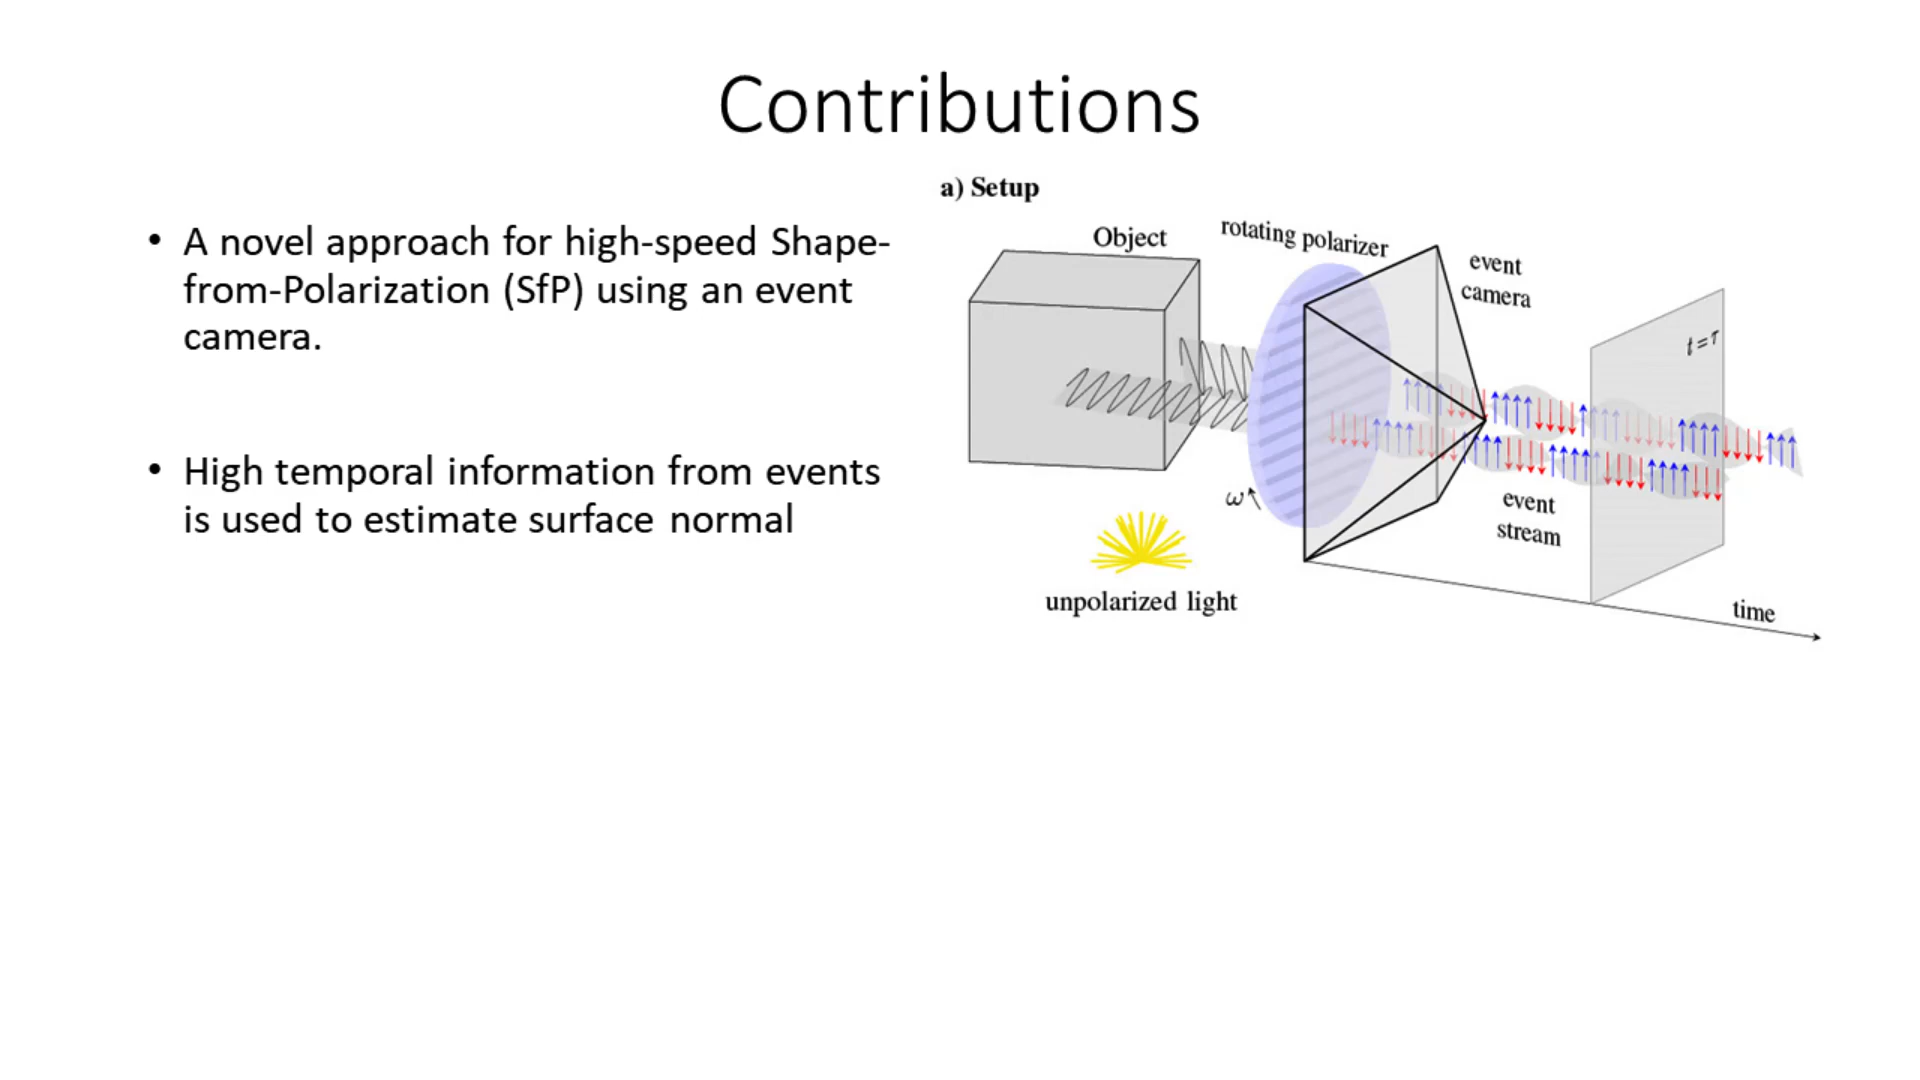 Contributions
• A novel approach for high-speed Shape-
from-Polarization (SfP) using an event
camera.
• High temporal information from events
is used to estimate surface normal
a) Setup
Object
rotating polarizer
event
camera
t = τ
ω
event
stream
unpolarized light
time